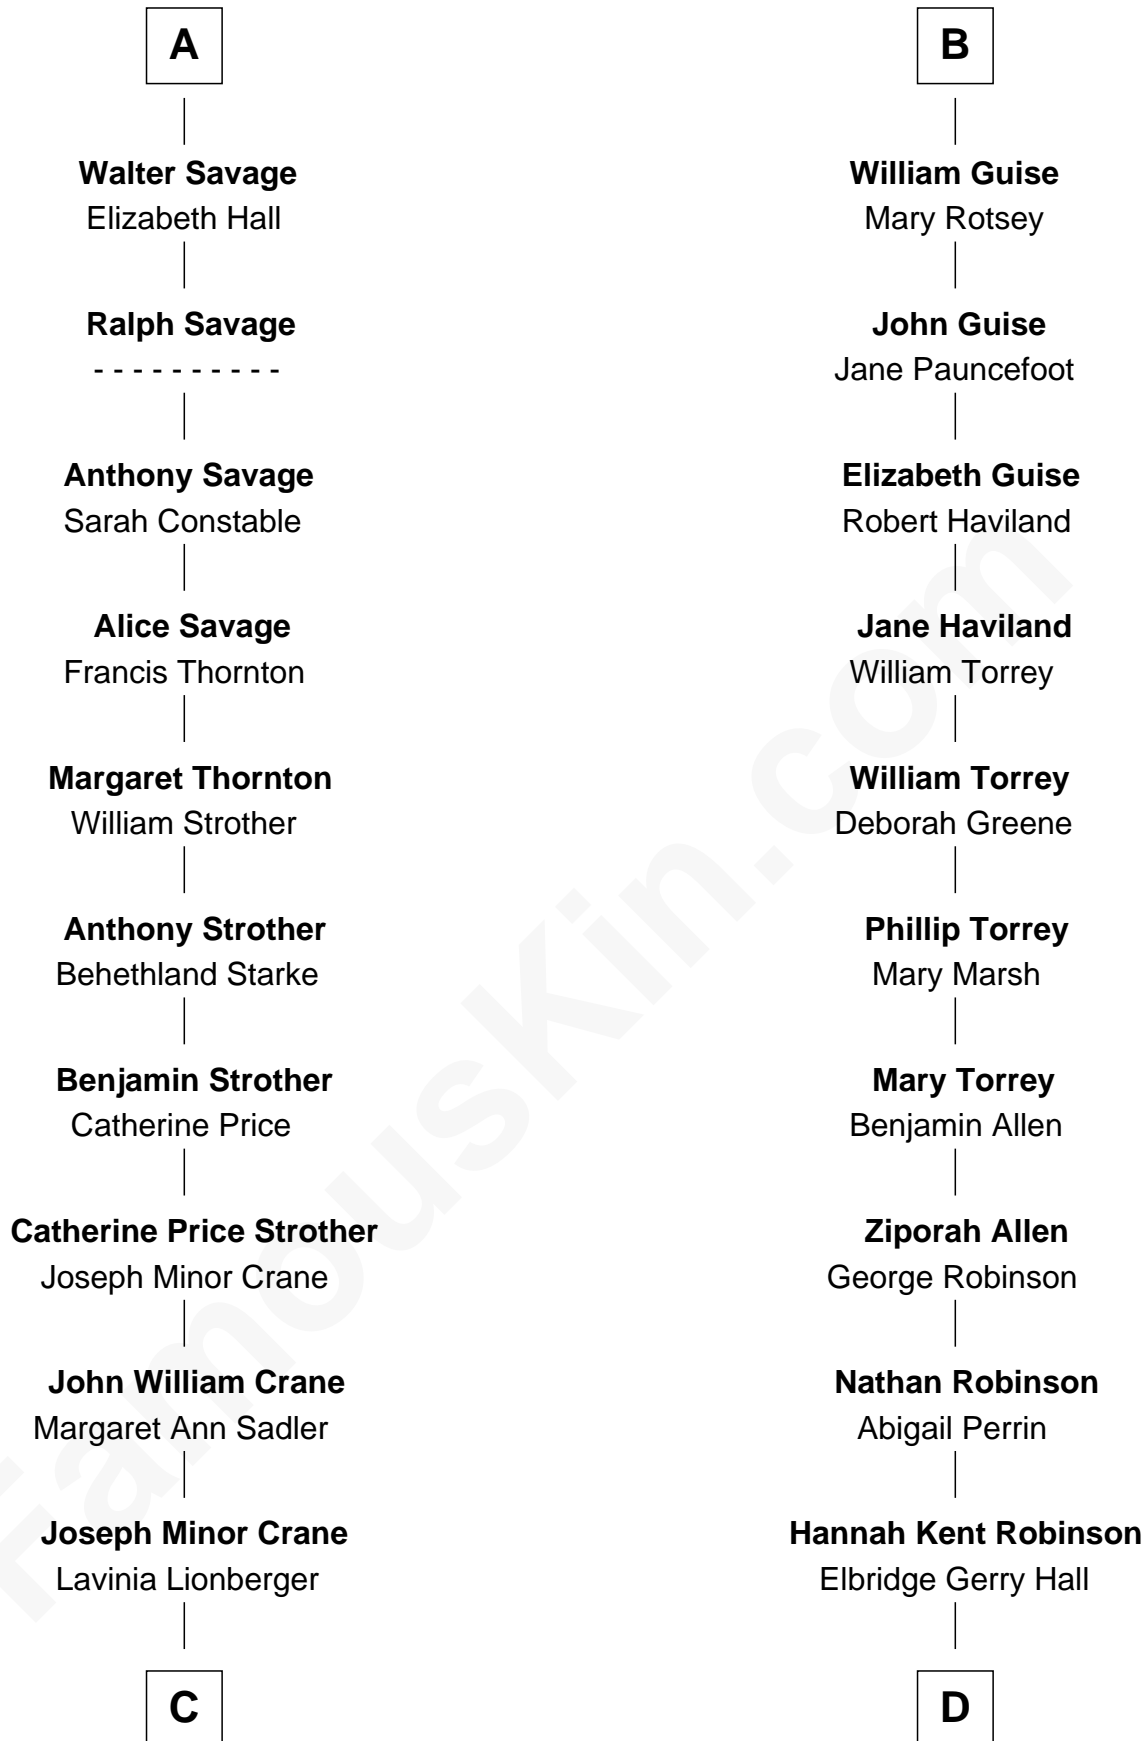 A
Walter Savage
Elizabeth Hall
Ralph Savage
- - - - - - - - - -
Anthony Savage
Sarah Constable
Alice Savage
Francis Thornton
Margaret Thornton
William Strother
Anthony Strother
Behethland Starke
Benjamin Strother
Catherine Price
Catherine Price Strother
Joseph Minor Crane
John William Crane
Margaret Ann Sadler
Joseph Minor Crane
Lavinia Lionberger
C
B
William Guise
Mary Rotsey
John Guise
Jane Pauncefoot
Elizabeth Guise
Robert Haviland
Jane Haviland
William Torrey
William Torrey
Deborah Greene
Phillip Torrey
Mary Marsh
Mary Torrey
Benjamin Allen
Ziporah Allen
George Robinson
Nathan Robinson
Abigail Perrin
Hannah Kent Robinson
Elbridge Gerry Hall
D
FamousKin.com